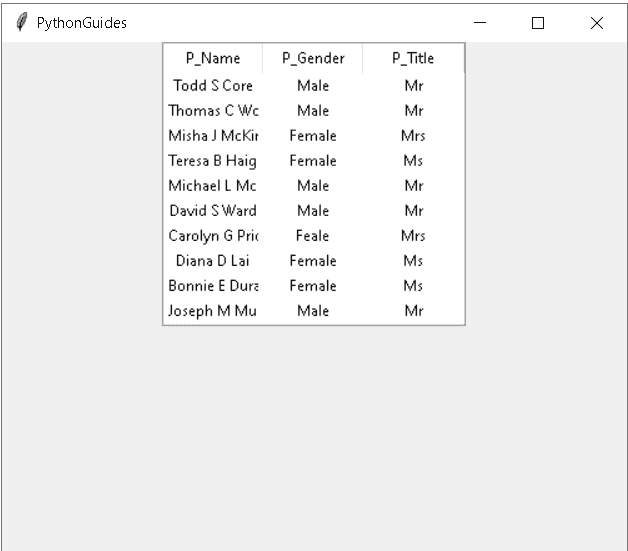 PythonGuides
P_Name P_Gender P_Title
Todd S Core Male Mr
Thomas C Wc Male Mr
Misha J McKir Female Mrs
Teresa B Haig Female Ms
Michael L Mc Male Mr
David S Ward Male Mr
Carolyn G Pric Feale Mrs
Diana D Lai Female Ms
Bonnie E Dura Female Ms
Joseph M Mu Male Mr